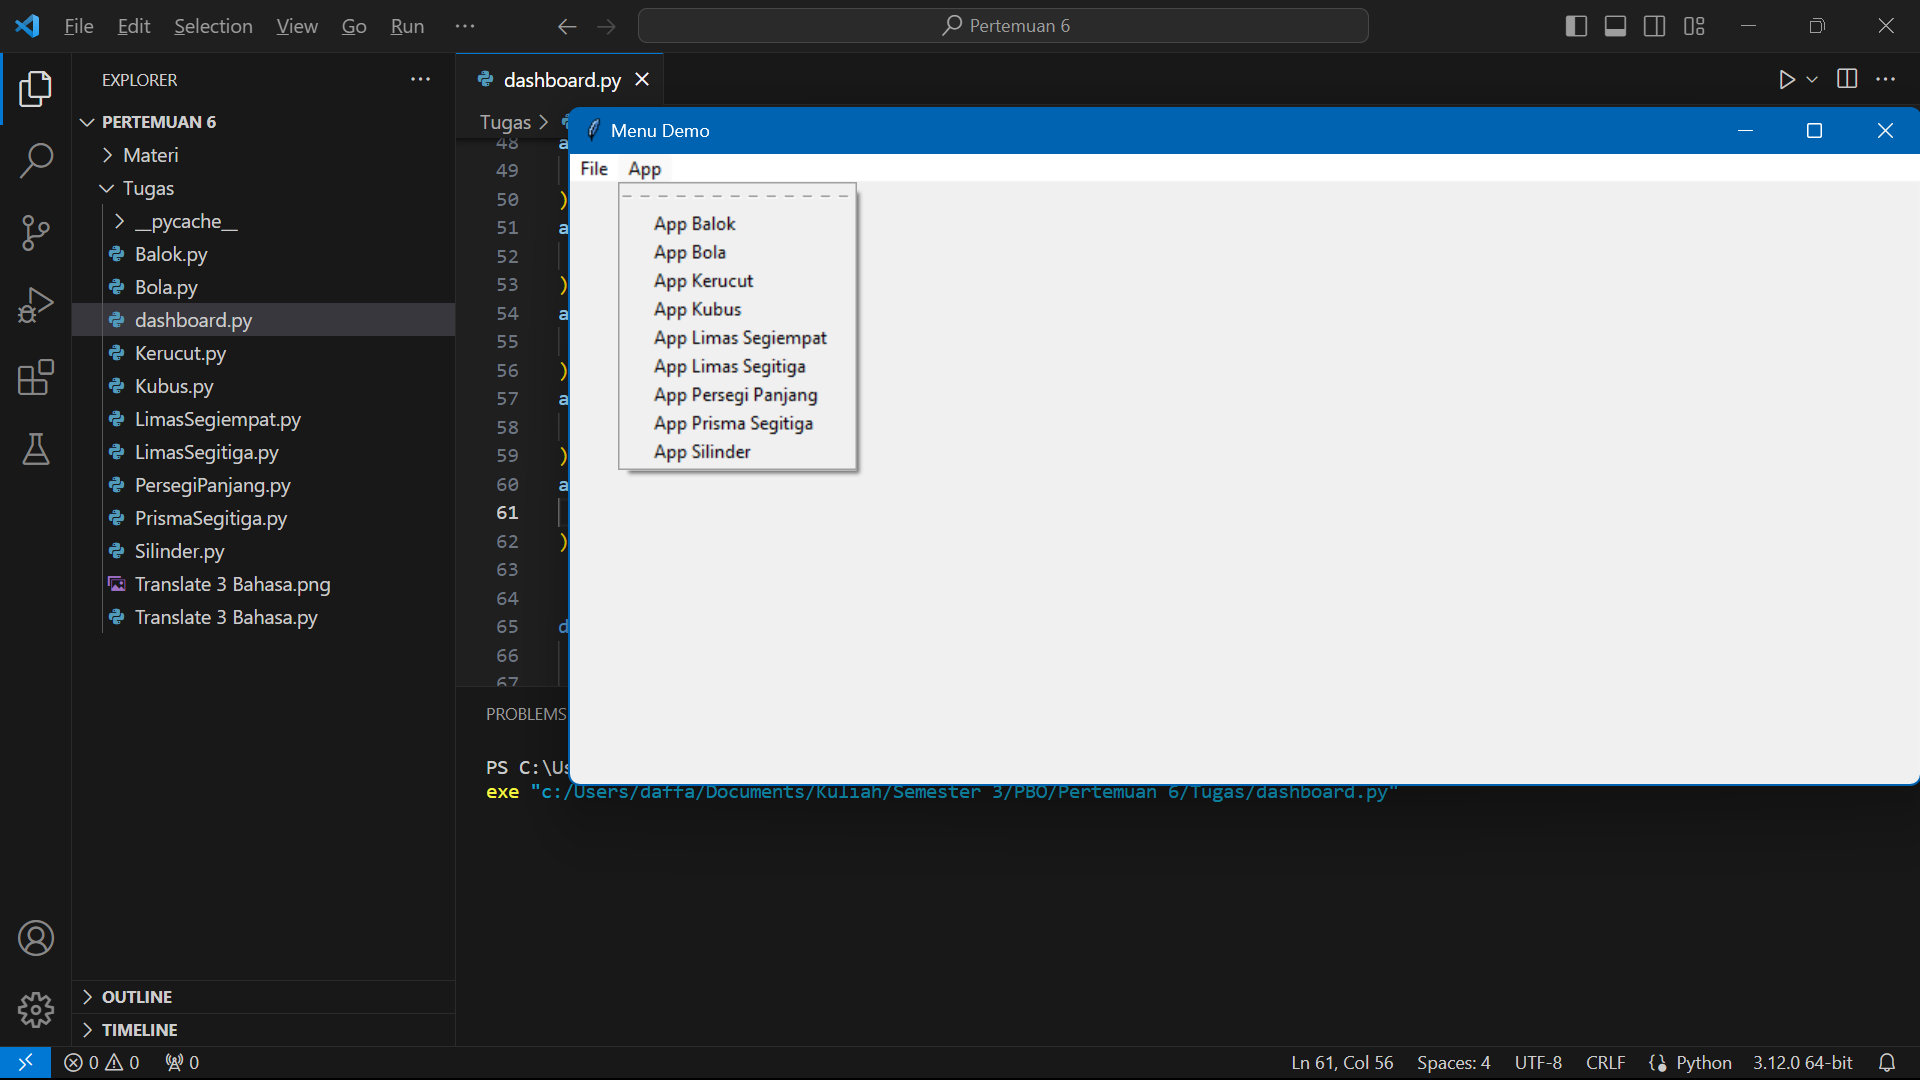 File Edit Selection View Go Run ···
Pertemuan 6
EXPLORER
dashboard.py
PERTEMUAN 6
Materi
Tugas
__pycache__
Balok.py
Bola.py
dashboard.py
Kerucut.py
Kubus.py
LimasSegiempat.py
LimasSegitiga.py
PersegiPanjang.py
PrismaSegitiga.py
Silinder.py
Translate 3 Bahasa.png
Translate 3 Bahasa.py
OUTLINE
TIMELINE
Tugas >
48 a
49
50 )
51 a
52
53 )
54 a
55
56 )
57 a
58
59 )
60 a
61
62 )
63
64
65 d
66
67
Menu Demo
File App
App Balok
App Bola
App Kerucut
App Kubus
App Limas Segiempat
App Limas Segitiga
App Persegi Panjang
App Prisma Segitiga
App Silinder
PROBLEMS
PS C:\Us
exe "c:/Users/daffa/Documents/Kuliah/Semester 3/PBO/Pertemuan 6/Tugas/dashboard.py"
0 0 0
Ln 61, Col 56 Spaces: 4 UTF-8 CRLF Python 3.12.0 64-bit